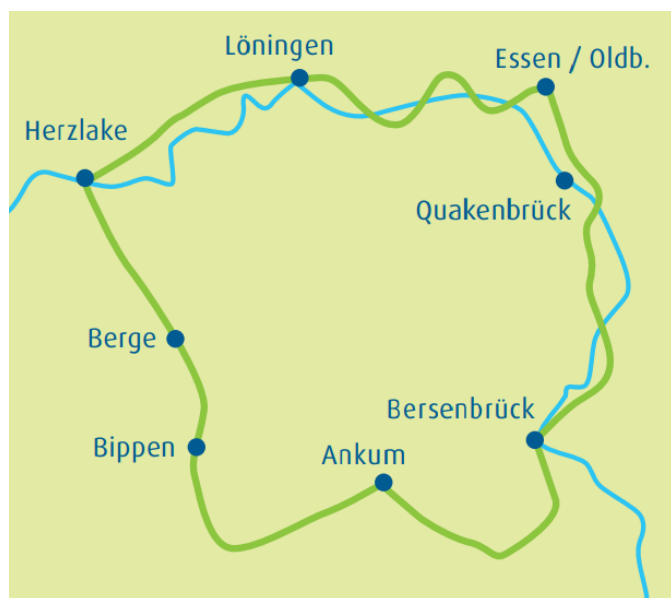 Löningen
Essen / Oldb.
Herzlake
Quakenbrück
Berge
Bersenbrück
Bippen
Ankum